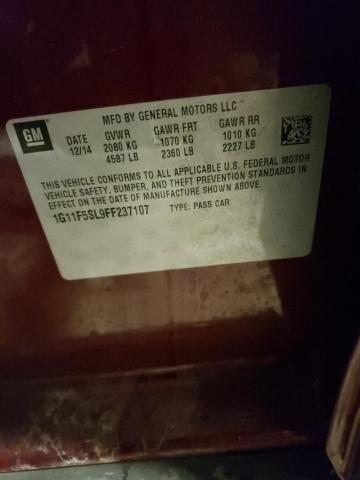 MFD BY GENERAL MOTORS LLC
GM
DATE GVWR GAWR FRT GAWR RR
12/14 2080 KG 1070 KG 1010 KG
4587 LB 2360 LB 2227 LB
THIS VEHICLE CONFORMS TO ALL APPLICABLE U.S. FEDERAL MOTOR
VEHICLE SAFETY, BUMPER, AND THEFT PREVENTION STANDARDS IN
EFFECT ON THE DATE OF MANUFACTURE SHOWN ABOVE.
1G11F5SL9FF237107 TYPE: PASS CAR